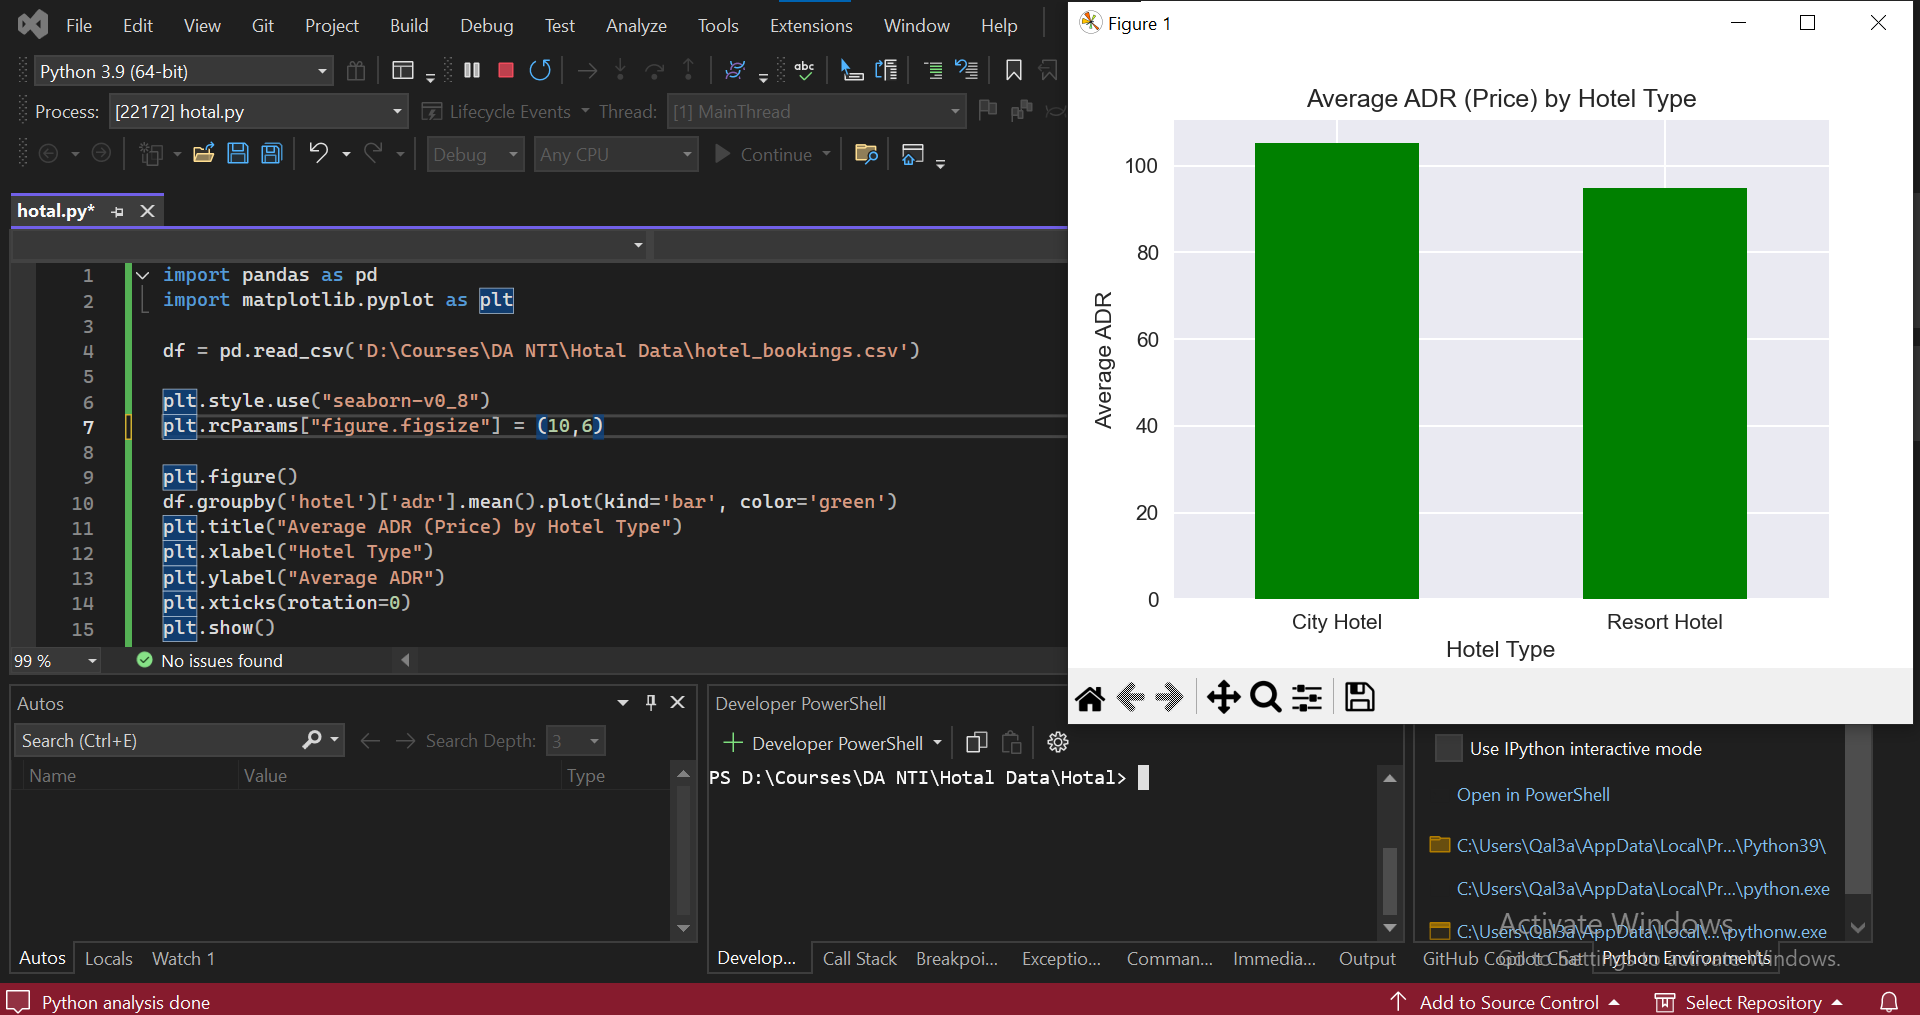 File Edit View Git Project Build Debug Test Analyze Tools Extensions Window Help
Python 3.9 (64-bit)
abc
Process: [22172] hotal.py Lifecycle Events Thread: [1] MainThread
Debug Any CPU Continue
hotal.py*
1 import pandas as pd
2 import matplotlib.pyplot as plt
3
4 df = pd.read_csv('D:\Courses\DA NTI\Hotal Data\hotel_bookings.csv')
5
6 plt.style.use("seaborn-v0_8")
7 plt.rcParams["figure.figsize"] = (10,6)
8
9 plt.figure()
10 df.groupby('hotel')['adr'].mean().plot(kind='bar', color='green')
11 plt.title("Average ADR (Price) by Hotel Type")
12 plt.xlabel("Hotel Type")
13 plt.ylabel("Average ADR")
14 plt.xticks(rotation=0)
15 plt.show()
99 % No issues found
Figure 1
Average ADR (Price) by Hotel Type
Average ADR
100
80
60
40
20
0
City Hotel Resort Hotel
Hotel Type
Autos
Search (Ctrl+E) Search Depth: 3
Name Value Type
Autos Locals Watch 1
Developer PowerShell
Developer PowerShell
PS D:\Courses\DA NTI\Hotal Data\Hotal>
Use IPython interactive mode
Open in PowerShell
C:\Users\Qal3a\AppData\Local\Pr...\Python39\
C:\Users\Qal3a\AppData\Local\Pr...\python.exe
C:\Users\Qal3a\AppData\Local\...\pythonw.exe
Activate Windows
Go to Settings to activate Windows.
Develop... Call Stack Breakpoi... Exceptio... Comman... Immedia... Output GitHub Copilot Chat Python Environments
Python analysis done Add to Source Control Select Repository